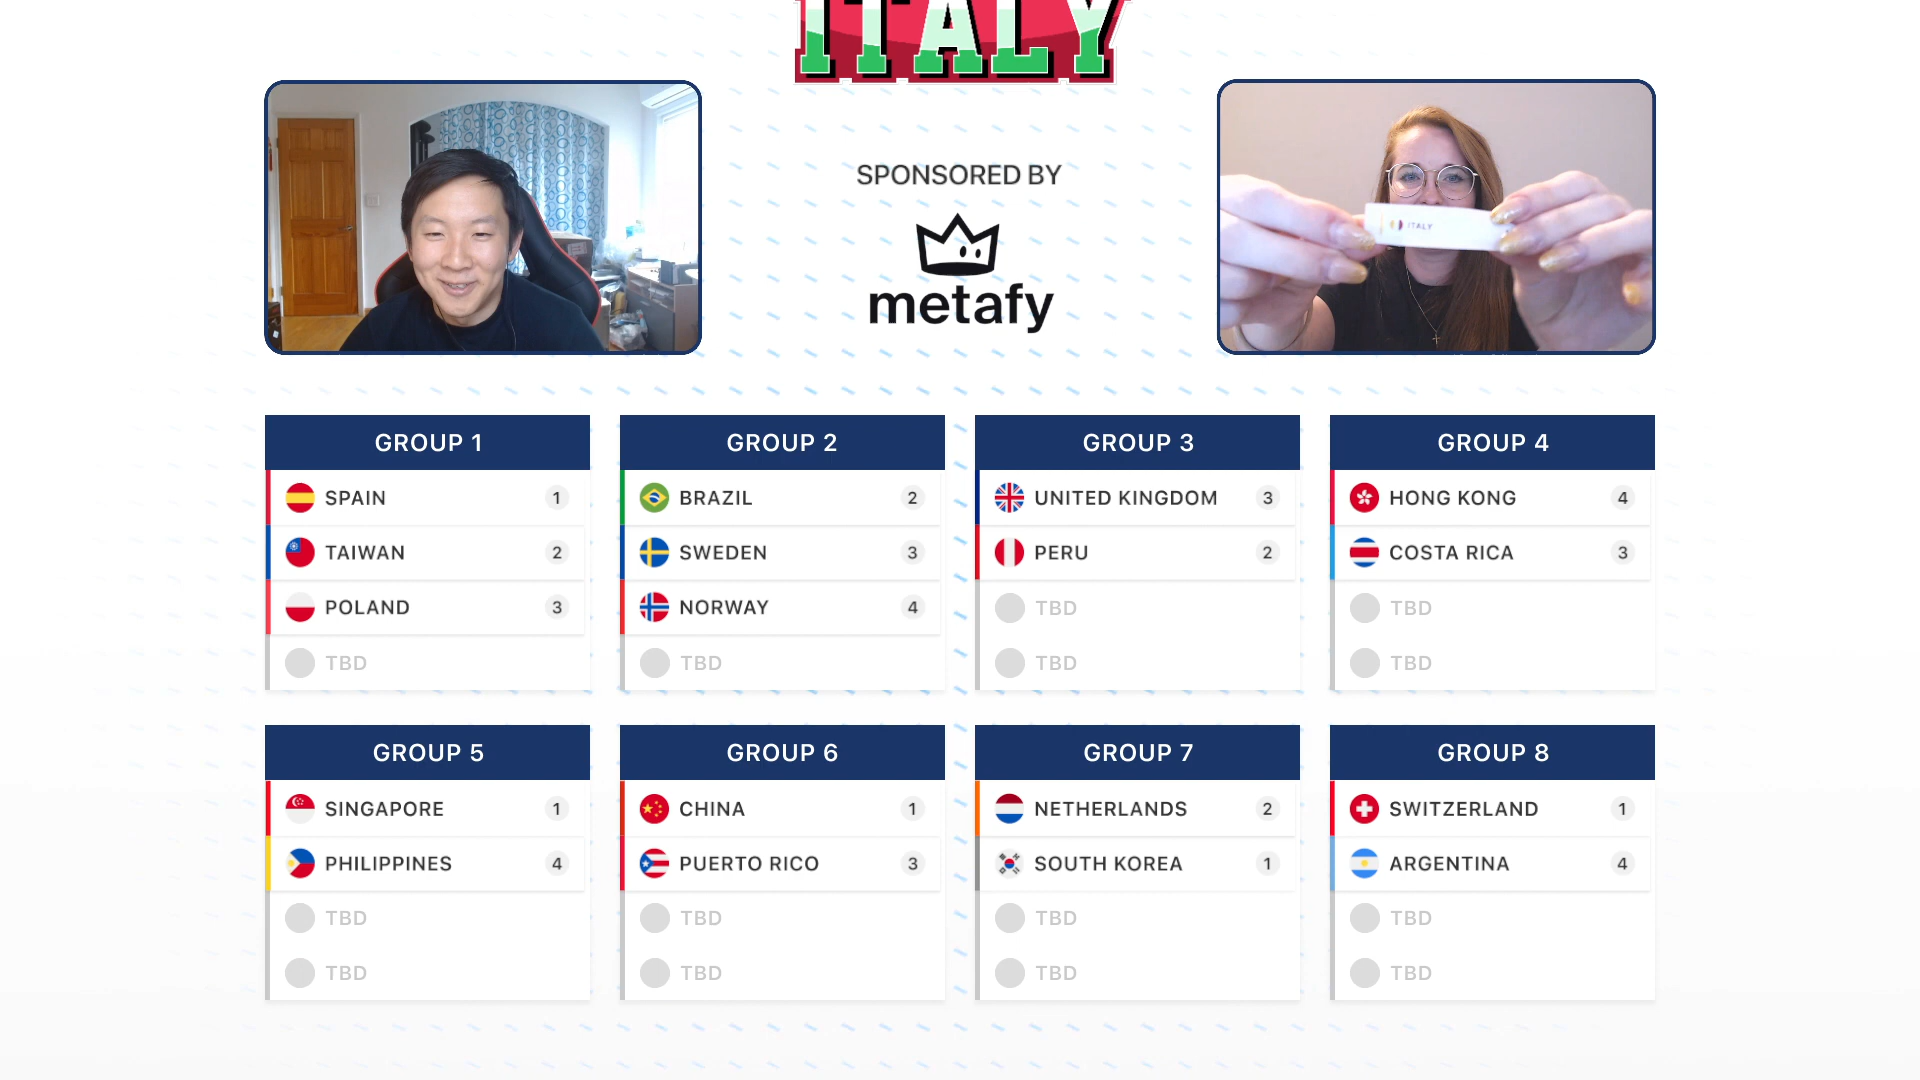 ITALY
SPONSORED BY
metafy
ITALY
GROUP 1
SPAIN 1
TAIWAN 2
POLAND 3
TBD
GROUP 2
BRAZIL 2
SWEDEN 3
NORWAY 4
TBD
GROUP 3
UNITED KINGDOM 3
PERU 2
TBD
TBD
GROUP 4
HONG KONG 4
COSTA RICA 3
TBD
TBD
GROUP 5
SINGAPORE 1
PHILIPPINES 4
TBD
TBD
GROUP 6
CHINA 1
PUERTO RICO 3
TBD
TBD
GROUP 7
NETHERLANDS 2
SOUTH KOREA 1
TBD
TBD
GROUP 8
SWITZERLAND 1
ARGENTINA 4
TBD
TBD